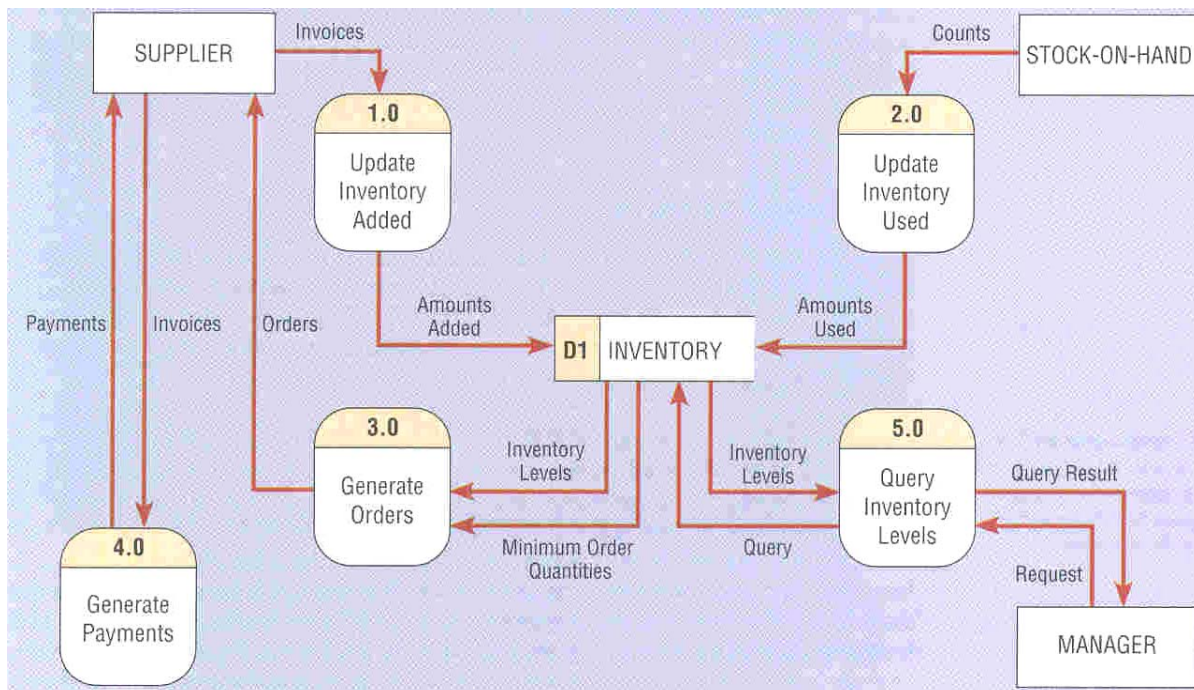 Invoices
SUPPLIER
Counts
STOCK-ON-HAND
1.0
Update
Inventory
Added
2.0
Update
Inventory
Used
Payments
Invoices
Orders
Amounts
Added
Amounts
Used
D1 INVENTORY
3.0
Generate
Orders
Inventory
Levels
Minimum Order
Quantities
Inventory
Levels
Query
5.0
Query
Inventory
Levels
Query Result
Request
4.0
Generate
Payments
MANAGER